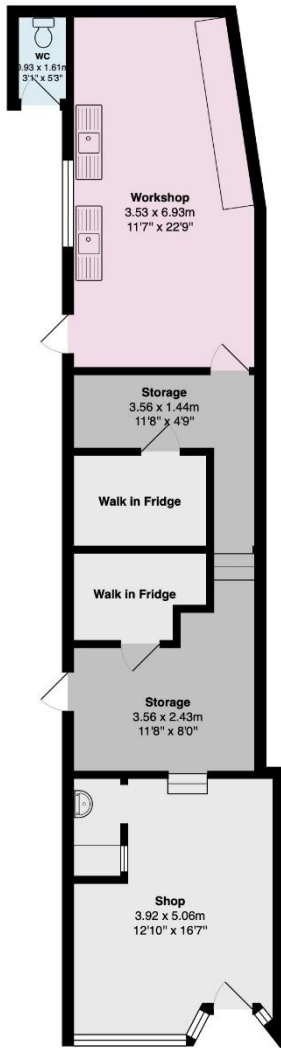 WC
0.93 x 1.61m
3'1" x 5'3"
Workshop
3.53 x 6.93m
11'7" x 22'9"
Storage
3.56 x 1.44m
11'8" x 4'9"
Walk in Fridge
Walk in Fridge
Storage
3.56 x 2.43m
11'8" x 8'0"
Shop
3.92 x 5.06m
12'10" x 16'7"